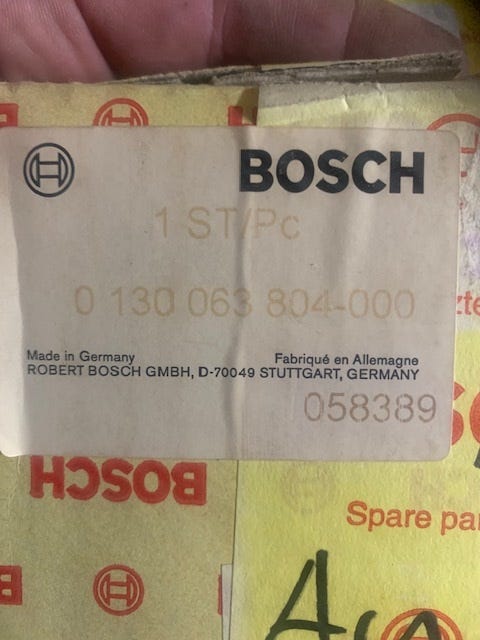 BOSCH
1 ST/Pc
0 130 063 804-000
Made in Germany Fabriqué en Allemagne
ROBERT BOSCH GMBH, D-70049 STUTTGART, GERMANY
058389
BOSCH
Spare